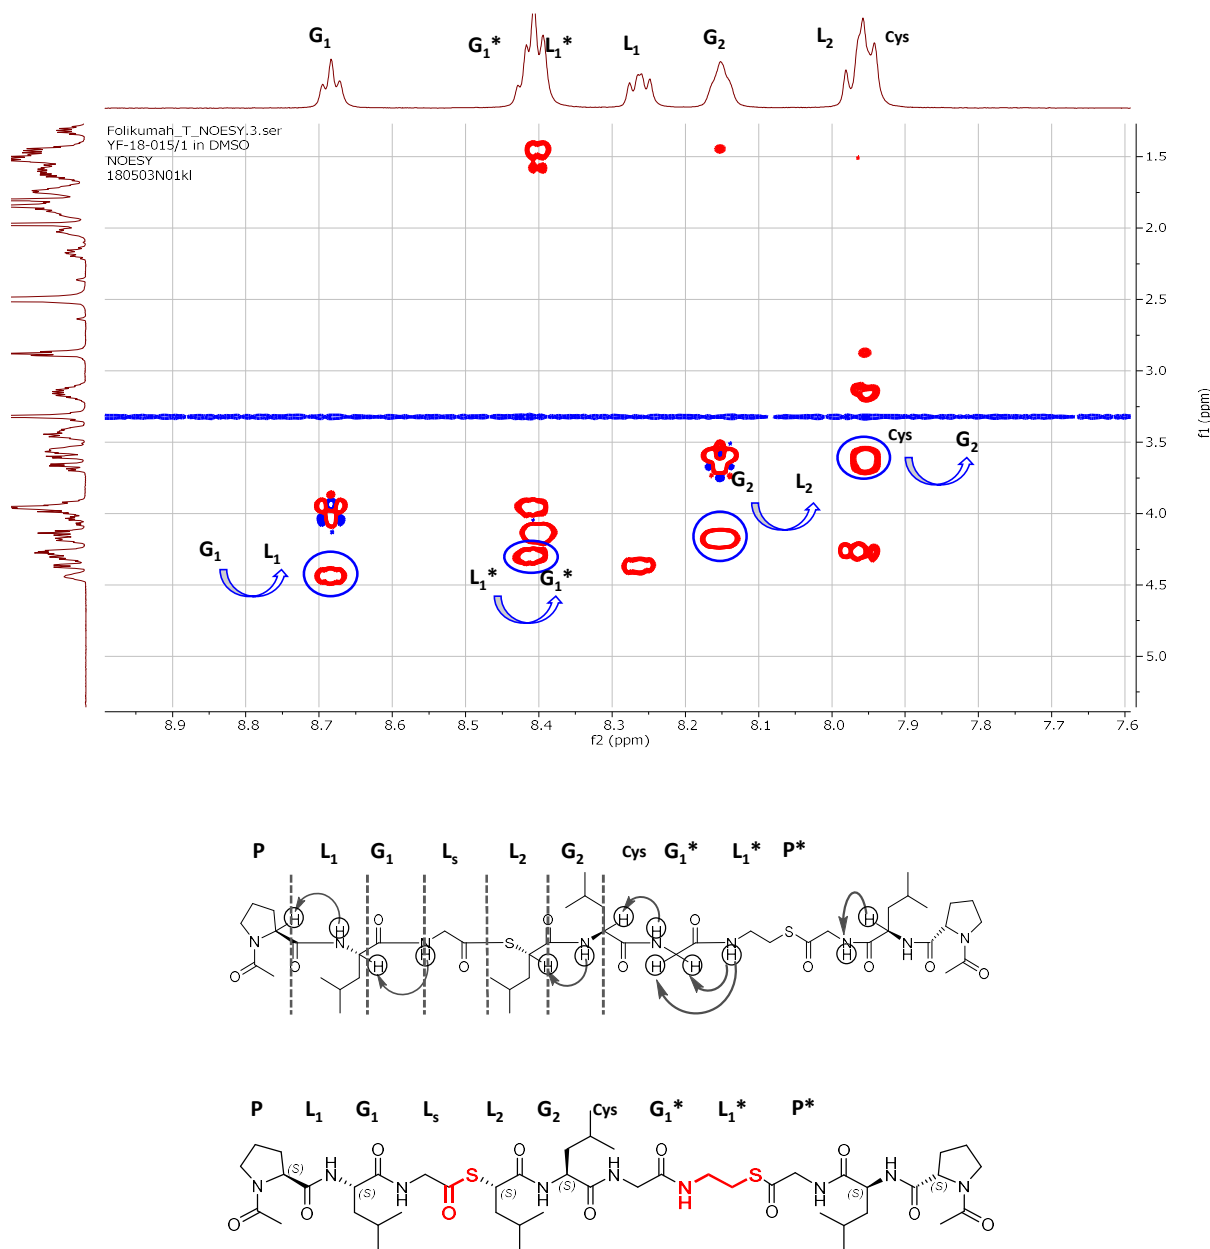 G₁ G₁* L₁* L₁ G₂ L₂ Cys
Folikumah_T_NOESY.3.ser
YF-18-015/1 in DMSO
NOESY
180503N01kl
1.5
2.0
2.5
3.0
3.5
4.0
4.5
5.0
f1 (ppm)
Cys G₂
G₂ L₂
G₁ L₁
L₁* G₁*
8.9 8.8 8.7 8.6 8.5 8.4 8.3 8.2 8.1 8.0 7.9 7.8 7.7 7.6
f2 (ppm)
P L₁ G₁ Lₛ L₂ G₂ Cys G₁* L₁* P*
H H O O H O H O O H
N O N N O S N O N N S O N O N O N
O H H H H H H H O
P L₁ G₁ Lₛ L₂ G₂ Cys G₁* L₁* P*
(S) H N O S O H N O H O N
N O (S) N H O (S) N H (S) O N H S O N H (S) O (S) N
O O